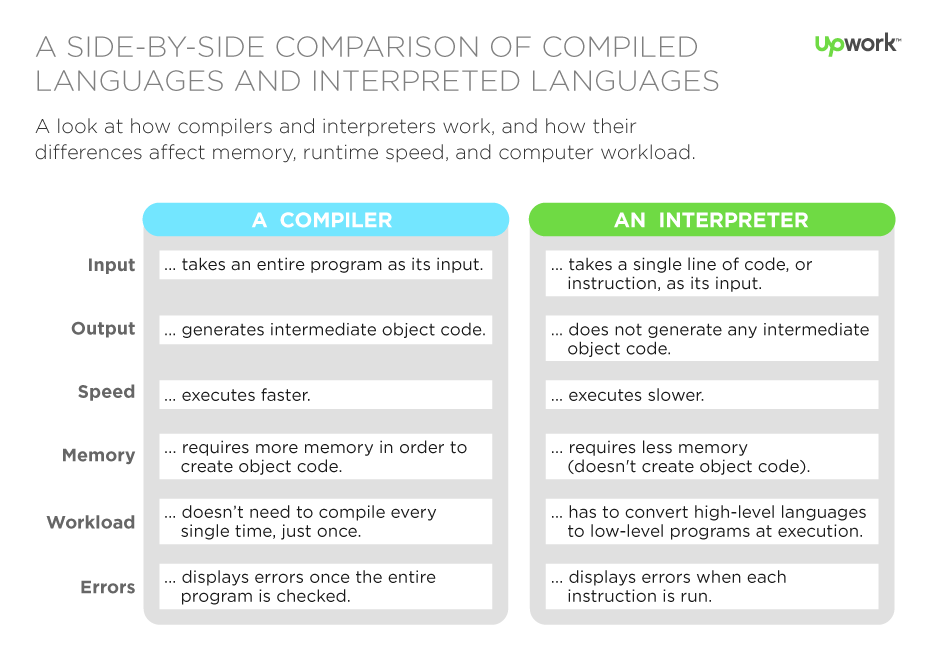 A SIDE-BY-SIDE COMPARISON OF COMPILED
LANGUAGES AND INTERPRETED LANGUAGES
Upwork™
A look at how compilers and interpreters work, and how their
differences affect memory, runtime speed, and computer workload.
A COMPILER
AN INTERPRETER
Input
... takes an entire program as its input.
... takes a single line of code, or
instruction, as its input.
Output
... generates intermediate object code.
... does not generate any intermediate
object code.
Speed
... executes faster.
... executes slower.
Memory
... requires more memory in order to
create object code.
... requires less memory
(doesn't create object code).
Workload
... doesn’t need to compile every
single time, just once.
... has to convert high-level languages
to low-level programs at execution.
Errors
... displays errors once the entire
program is checked.
... displays errors when each
instruction is run.